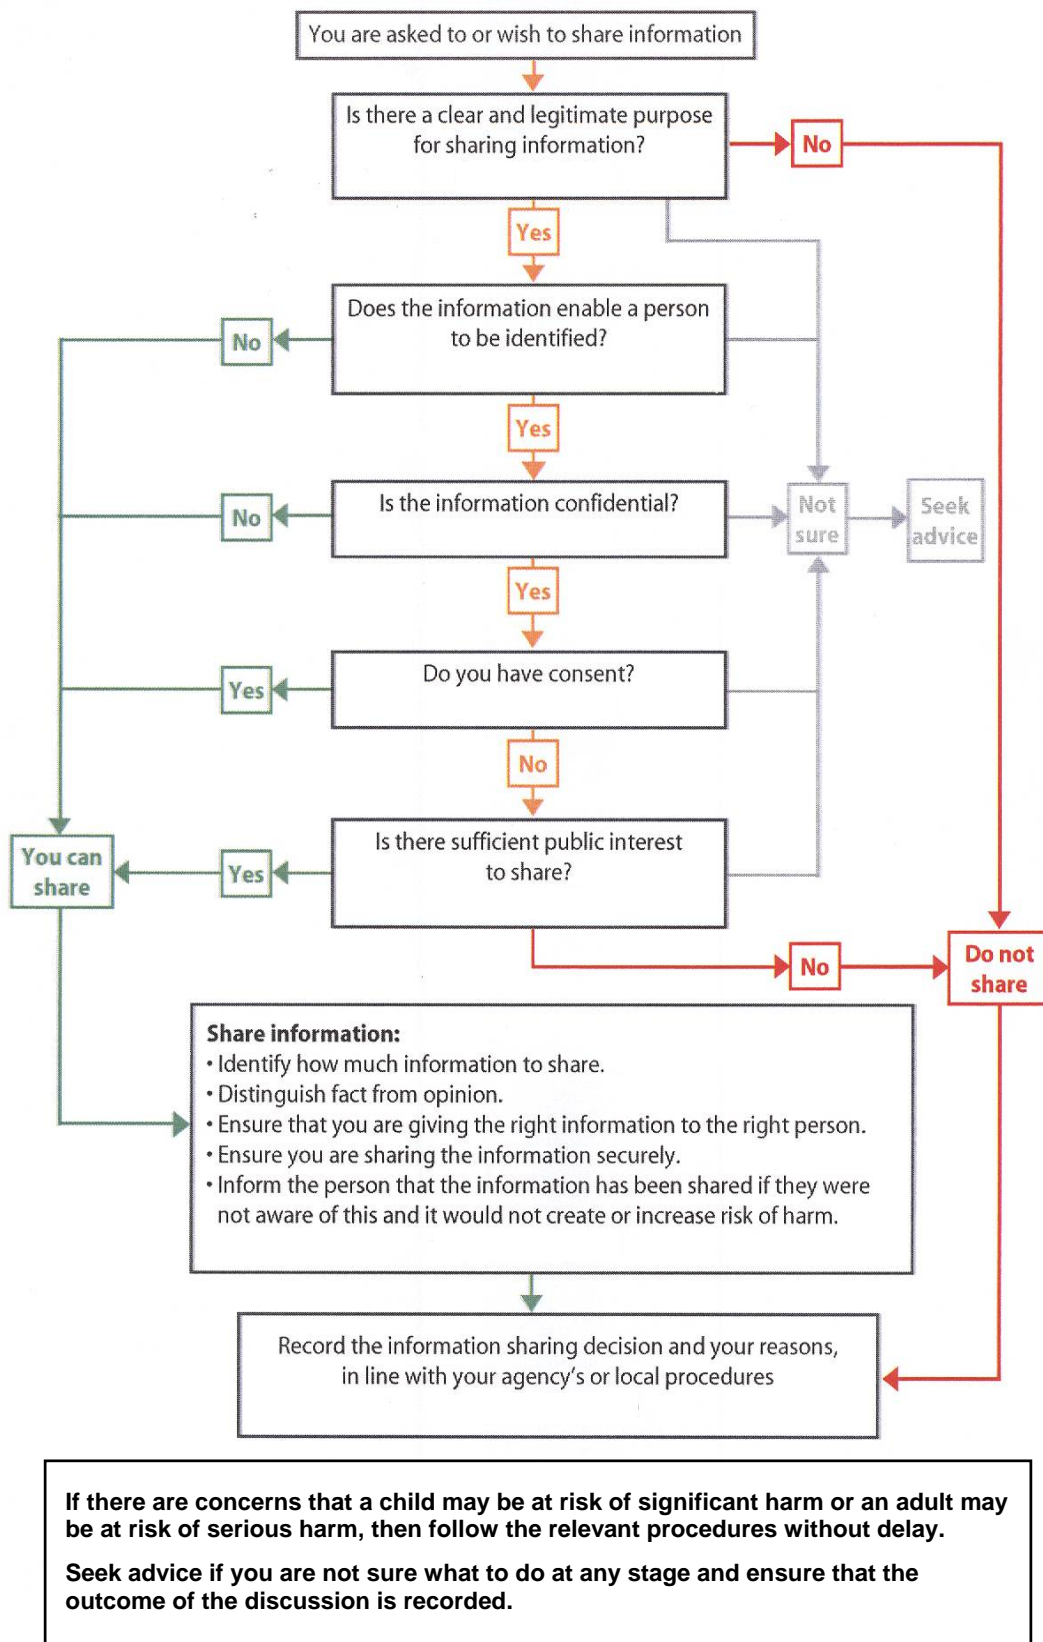 You are asked to or wish to share information
Is there a clear and legitimate purpose
for sharing information?
No
Yes
Does the information enable a person
to be identified?
No
Yes
Is the information confidential?
No
Not
sure
Seek
advice
Yes
Do you have consent?
Yes
No
Is there sufficient public interest
to share?
You can
share
Yes
No
Do not
share
Share information:
• Identify how much information to share.
• Distinguish fact from opinion.
• Ensure that you are giving the right information to the right person.
• Ensure you are sharing the information securely.
• Inform the person that the information has been shared if they were
not aware of this and it would not create or increase risk of harm.
Record the information sharing decision and your reasons,
in line with your agency's or local procedures
If there are concerns that a child may be at risk of significant harm or an adult may
be at risk of serious harm, then follow the relevant procedures without delay.
Seek advice if you are not sure what to do at any stage and ensure that the
outcome of the discussion is recorded.